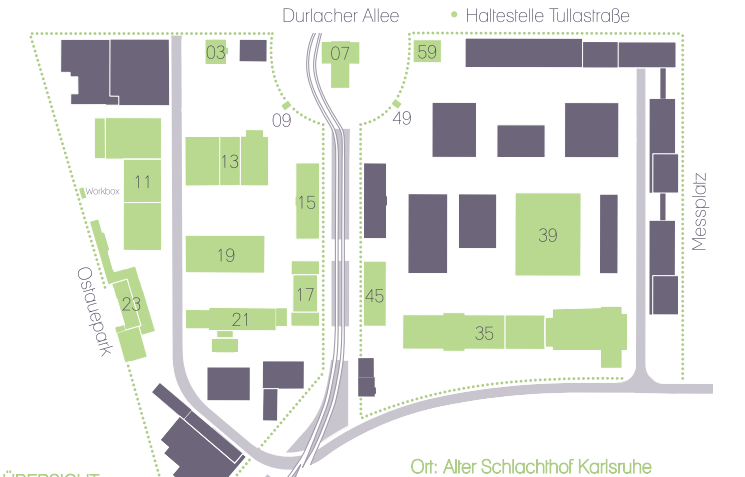 Durlacher Allee
Haltestelle Tullastraße
03
07
59
09
49
13
11
Workbox
15
39
Messplatz
19
17
45
23
21
35
Ostauepark
Ort: Alter Schlachthof Karlsruhe
ÜBERSICHT